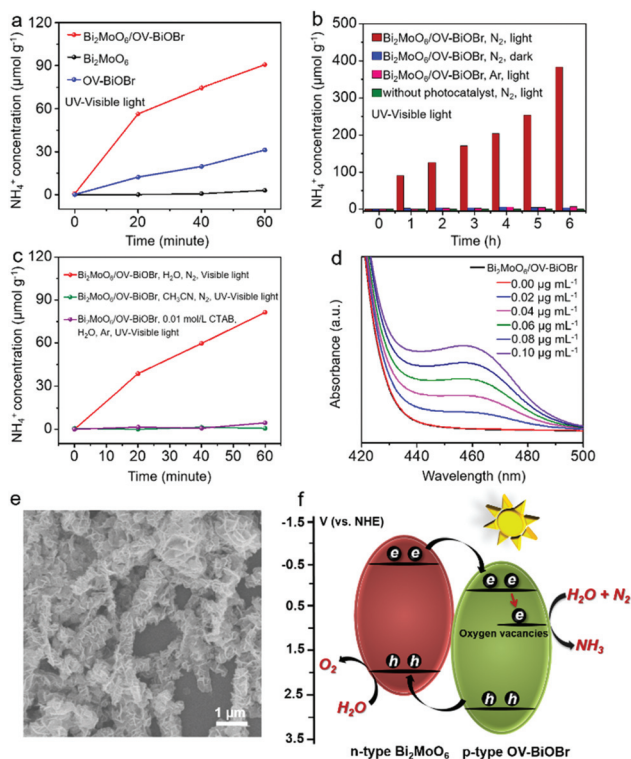 a
NH₄⁺ concentration (μmol g⁻¹)
120
90
60
30
0
Bi₂MoO₆/OV-BiOBr
Bi₂MoO₆
OV-BiOBr
UV-Visible light
0 20 40 60
Time (minute)
b
NH₄⁺ concentration (μmol g⁻¹)
500
400
300
200
100
0
Bi₂MoO₆/OV-BiOBr, N₂, light
Bi₂MoO₆/OV-BiOBr, N₂, dark
Bi₂MoO₆/OV-BiOBr, Ar, light
without photocatalyst, N₂, light
UV-Visible light
0 1 2 3 4 5 6
Time (h)
c
NH₄⁺ concentration (μmol g⁻¹)
120
90
60
30
0
Bi₂MoO₆/OV-BiOBr, H₂O, N₂, Visible light
Bi₂MoO₆/OV-BiOBr, CH₃CN, N₂, UV-Visible light
Bi₂MoO₆/OV-BiOBr, 0.01 mol/L CTAB,
H₂O, Ar, UV-Visible light
0 20 40 60
Time (minute)
d
Absorbance (a.u.)
Bi₂MoO₆/OV-BiOBr
0.00 μg mL⁻¹
0.02 μg mL⁻¹
0.04 μg mL⁻¹
0.06 μg mL⁻¹
0.08 μg mL⁻¹
0.10 μg mL⁻¹
420 440 460 480 500
Wavelength (nm)
e
1 μm
f
V (vs. NHE)
-1.5
-0.5
0.5
1.5
2.5
3.5
e e
e e
e
Oxygen vacancies
H₂O + N₂
NH₃
O₂
H₂O
h h
h h
n-type Bi₂MoO₆ p-type OV-BiOBr